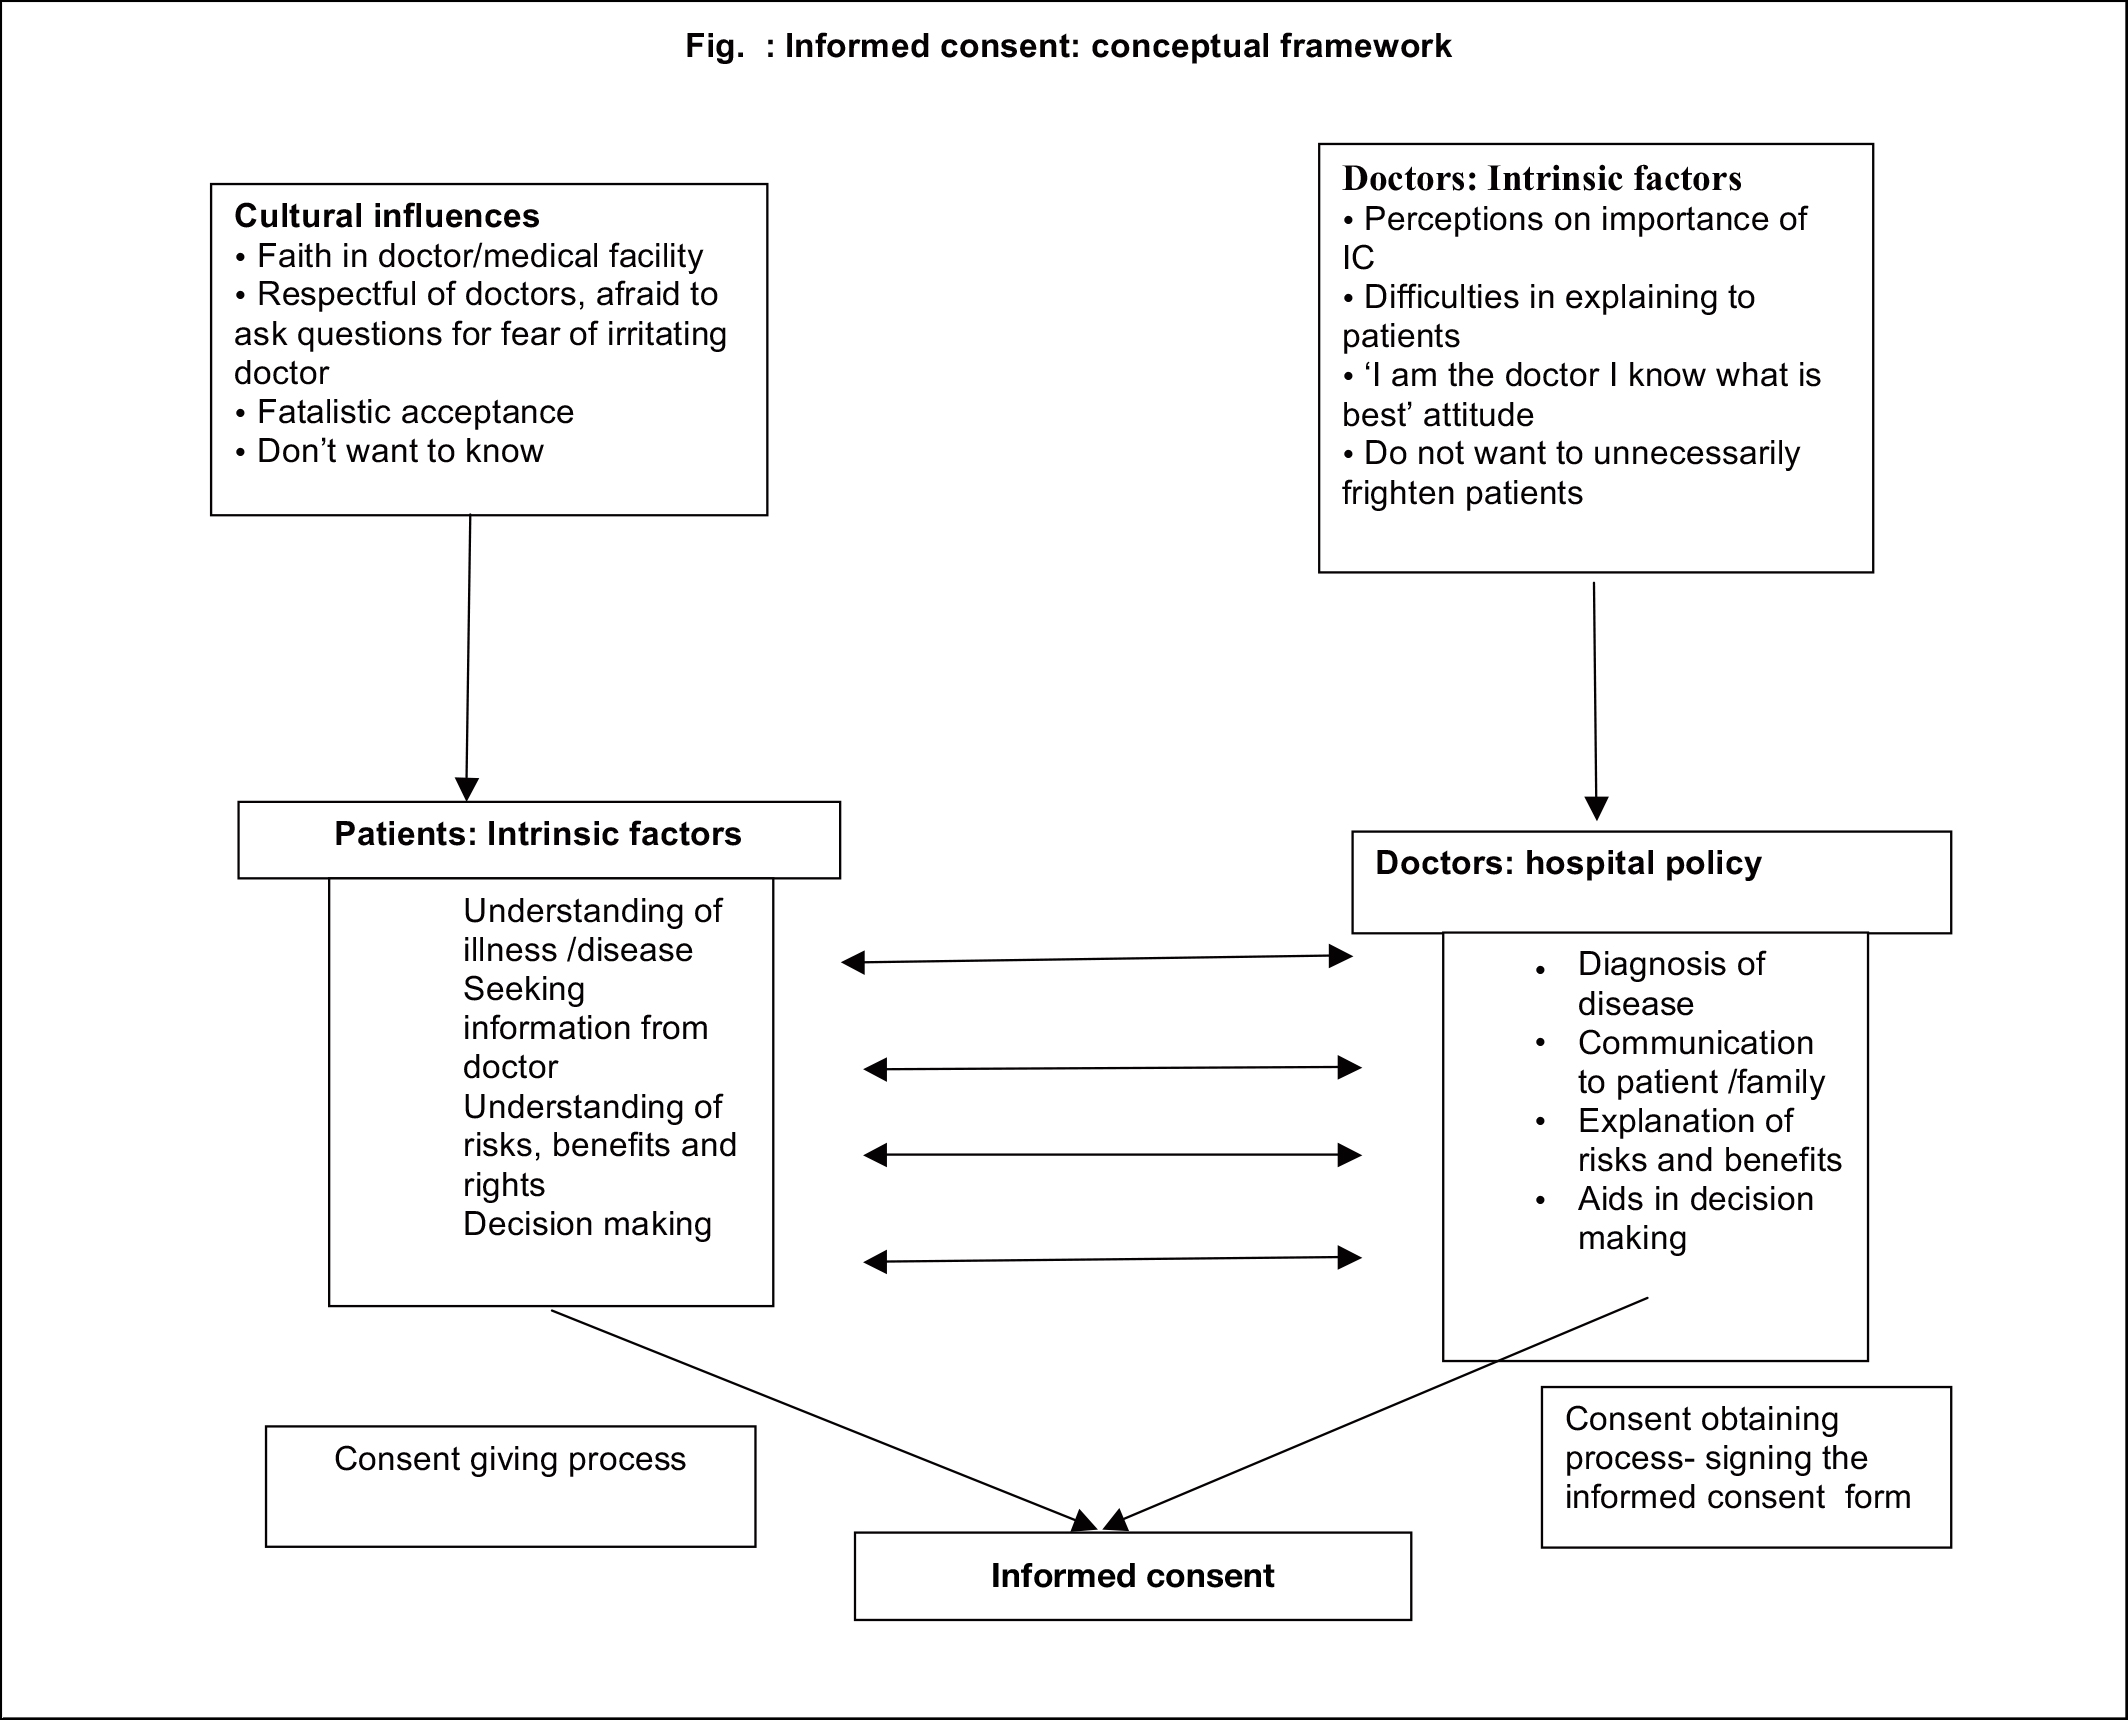 Fig.  : Informed consent: conceptual framework
Cultural influences
• Faith in doctor/medical facility
• Respectful of doctors, afraid to
ask questions for fear of irritating
doctor
• Fatalistic acceptance
• Don’t want to know
Doctors: Intrinsic factors
• Perceptions on importance of
IC
• Difficulties in explaining to
patients
• ‘I am the doctor I know what is
best’ attitude
• Do not want to unnecessarily
frighten patients
Patients: Intrinsic factors
Understanding of
illness /disease
Seeking
information from
doctor
Understanding of
risks, benefits and
rights
Decision making
Doctors: hospital policy
• Diagnosis of
disease
• Communication
to patient /family
• Explanation of
risks and benefits
• Aids in decision
making
Consent giving process
Consent obtaining
process- signing the
informed consent  form
Informed consent